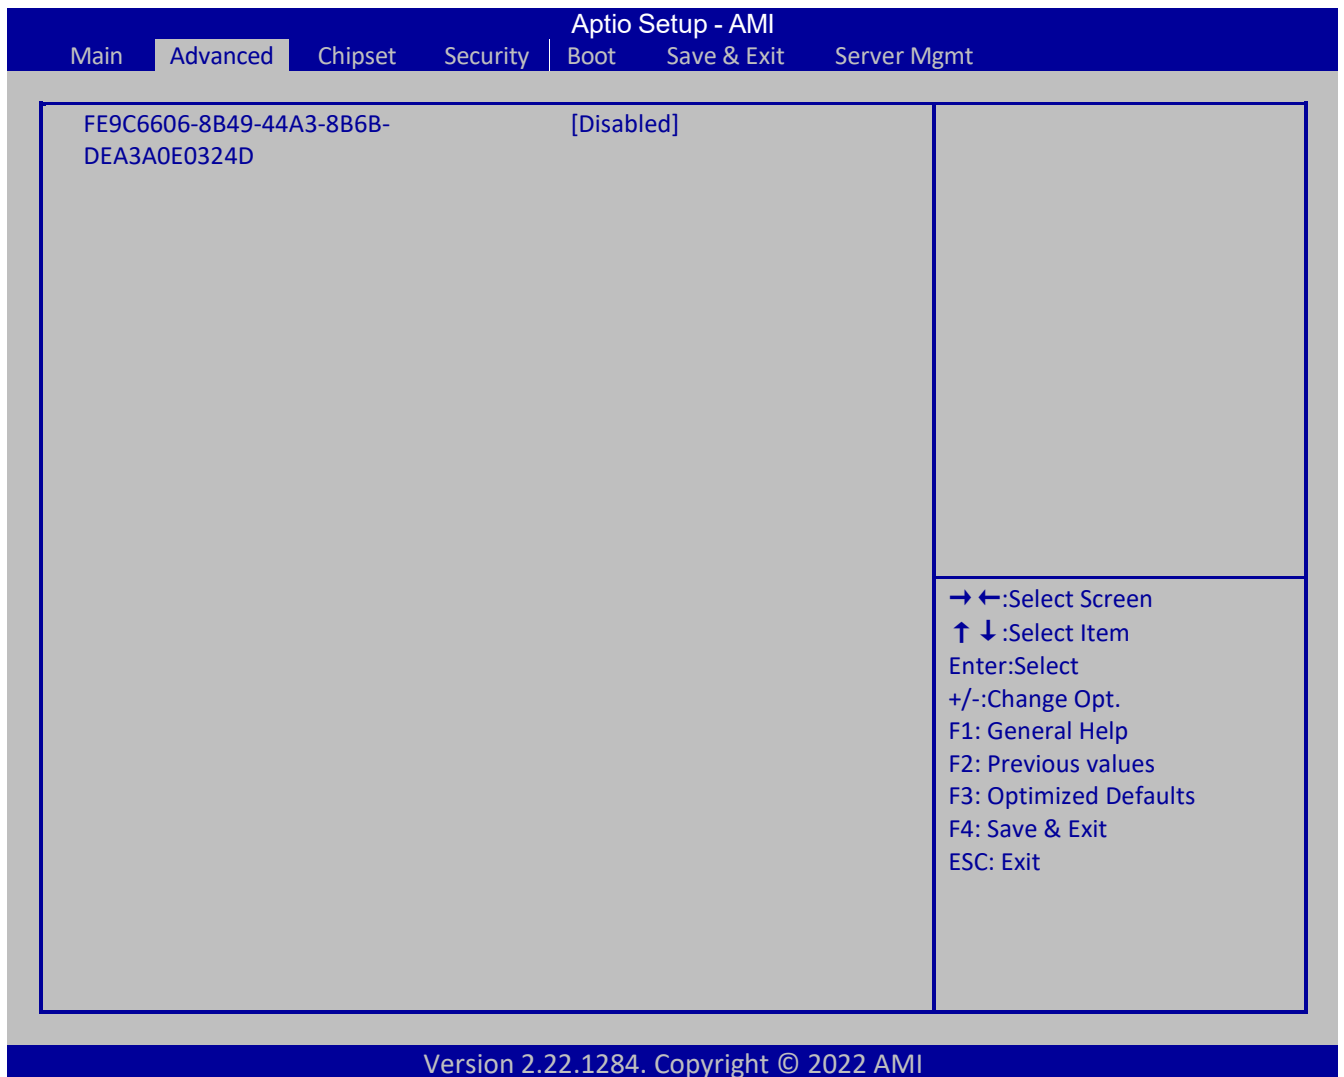 Aptio Setup - AMI
Main Advanced Chipset Security Boot Save & Exit Server Mgmt
FE9C6606-8B49-44A3-8B6B- [Disabled]
DEA3A0E0324D
→ ←:Select Screen
↑ ↓ :Select Item
Enter:Select
+/-:Change Opt.
F1: General Help
F2: Previous values
F3: Optimized Defaults
F4: Save & Exit
ESC: Exit
Version 2.22.1284. Copyright © 2022 AMI